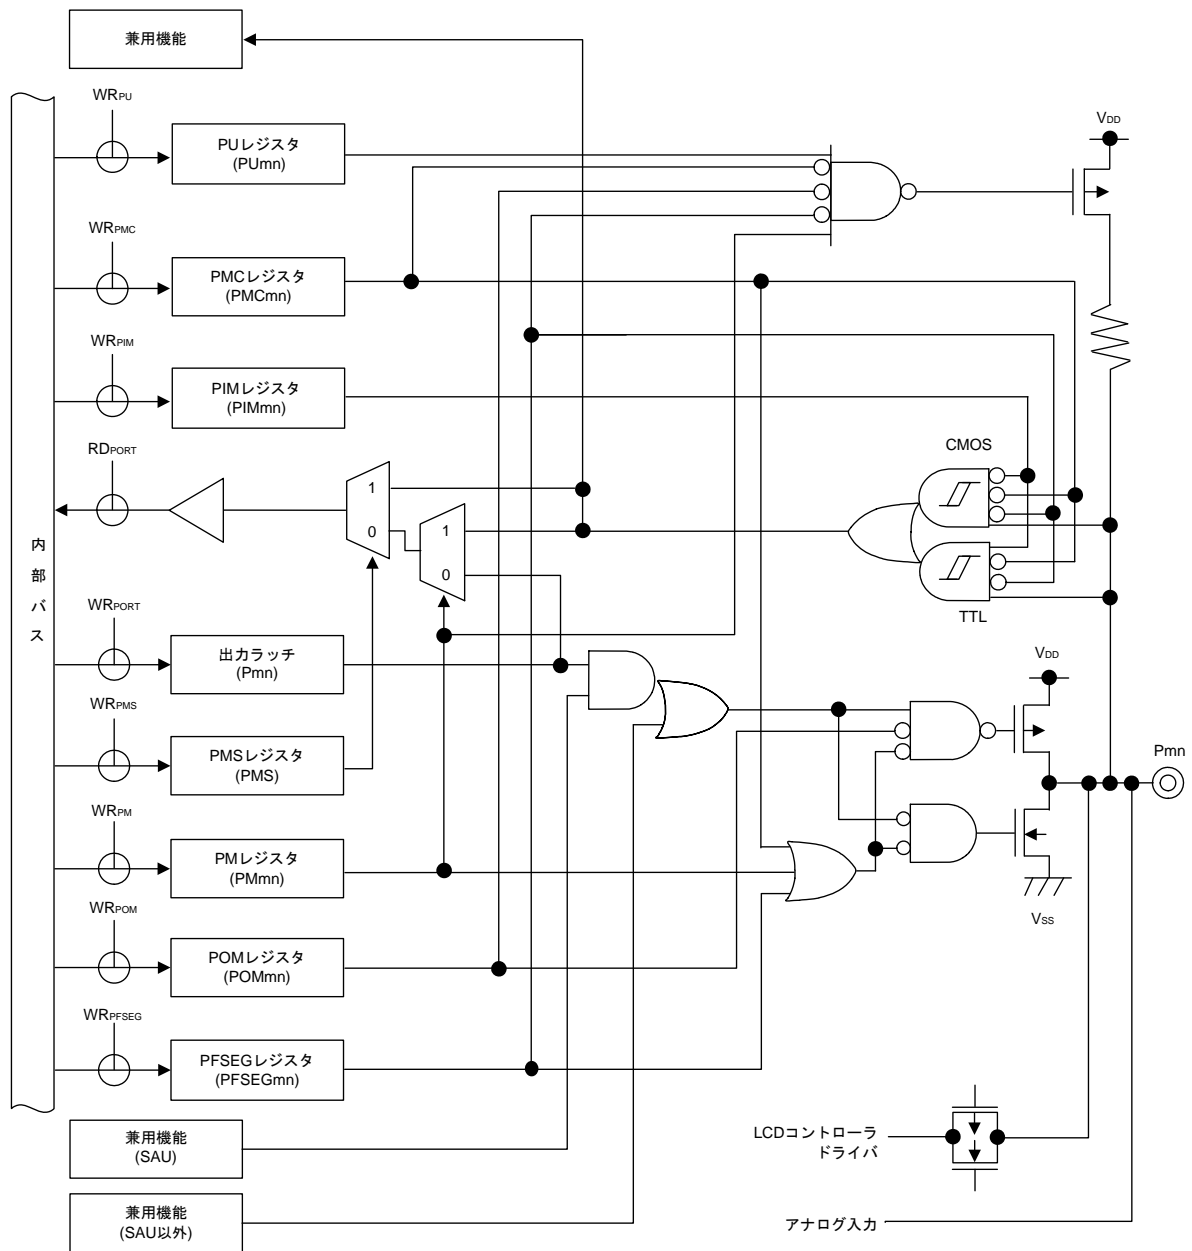 兼用機能
WRPU
PUレジスタ
(PUmn)
VDD
WRPMC
PMCレジスタ
(PMCmn)
WRPIM
PIMレジスタ
(PIMmn)
RDPORT
CMOS
1
0
1
0
TTL
内部バス
WRPORT
出力ラッチ
(Pmn)
VDD
WRPMS
PMSレジスタ
(PMS)
Pmn
WRPM
PMレジスタ
(PMmn)
VSS
WRPOM
POMレジスタ
(POMmn)
WRPFSEG
PFSEGレジスタ
(PFSEGmn)
兼用機能
(SAU)
LCDコントローラ
ドライバ
兼用機能
(SAU以外)
アナログ入力